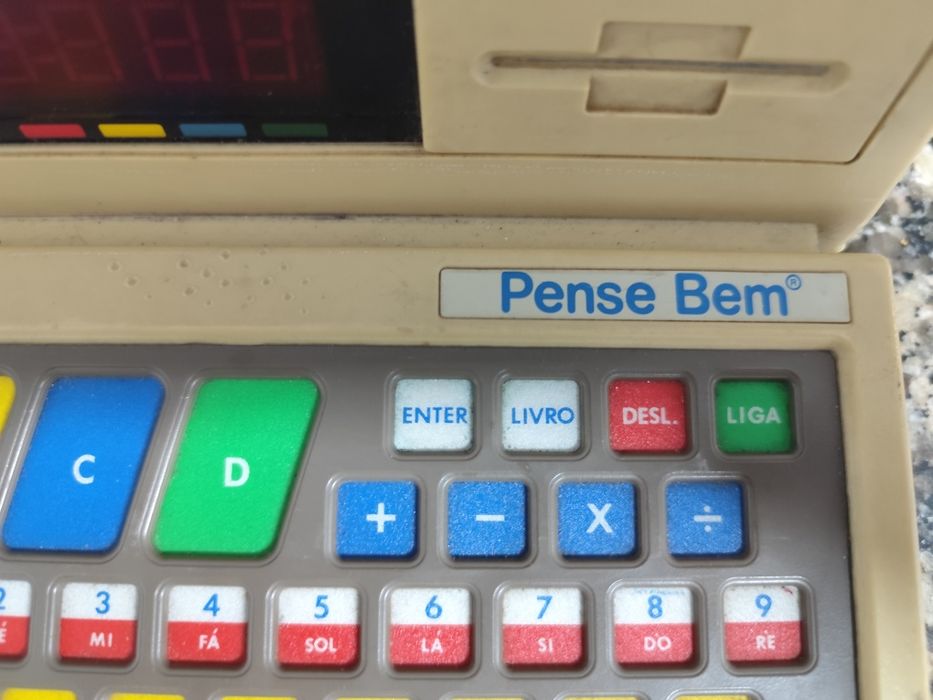 Pense Bem®
C D ENTER LIVRO DESL. LIGA
+ − X ÷
2 3 4 5 6 7 8 9
É MI FÁ SOL LÁ SI DO RE